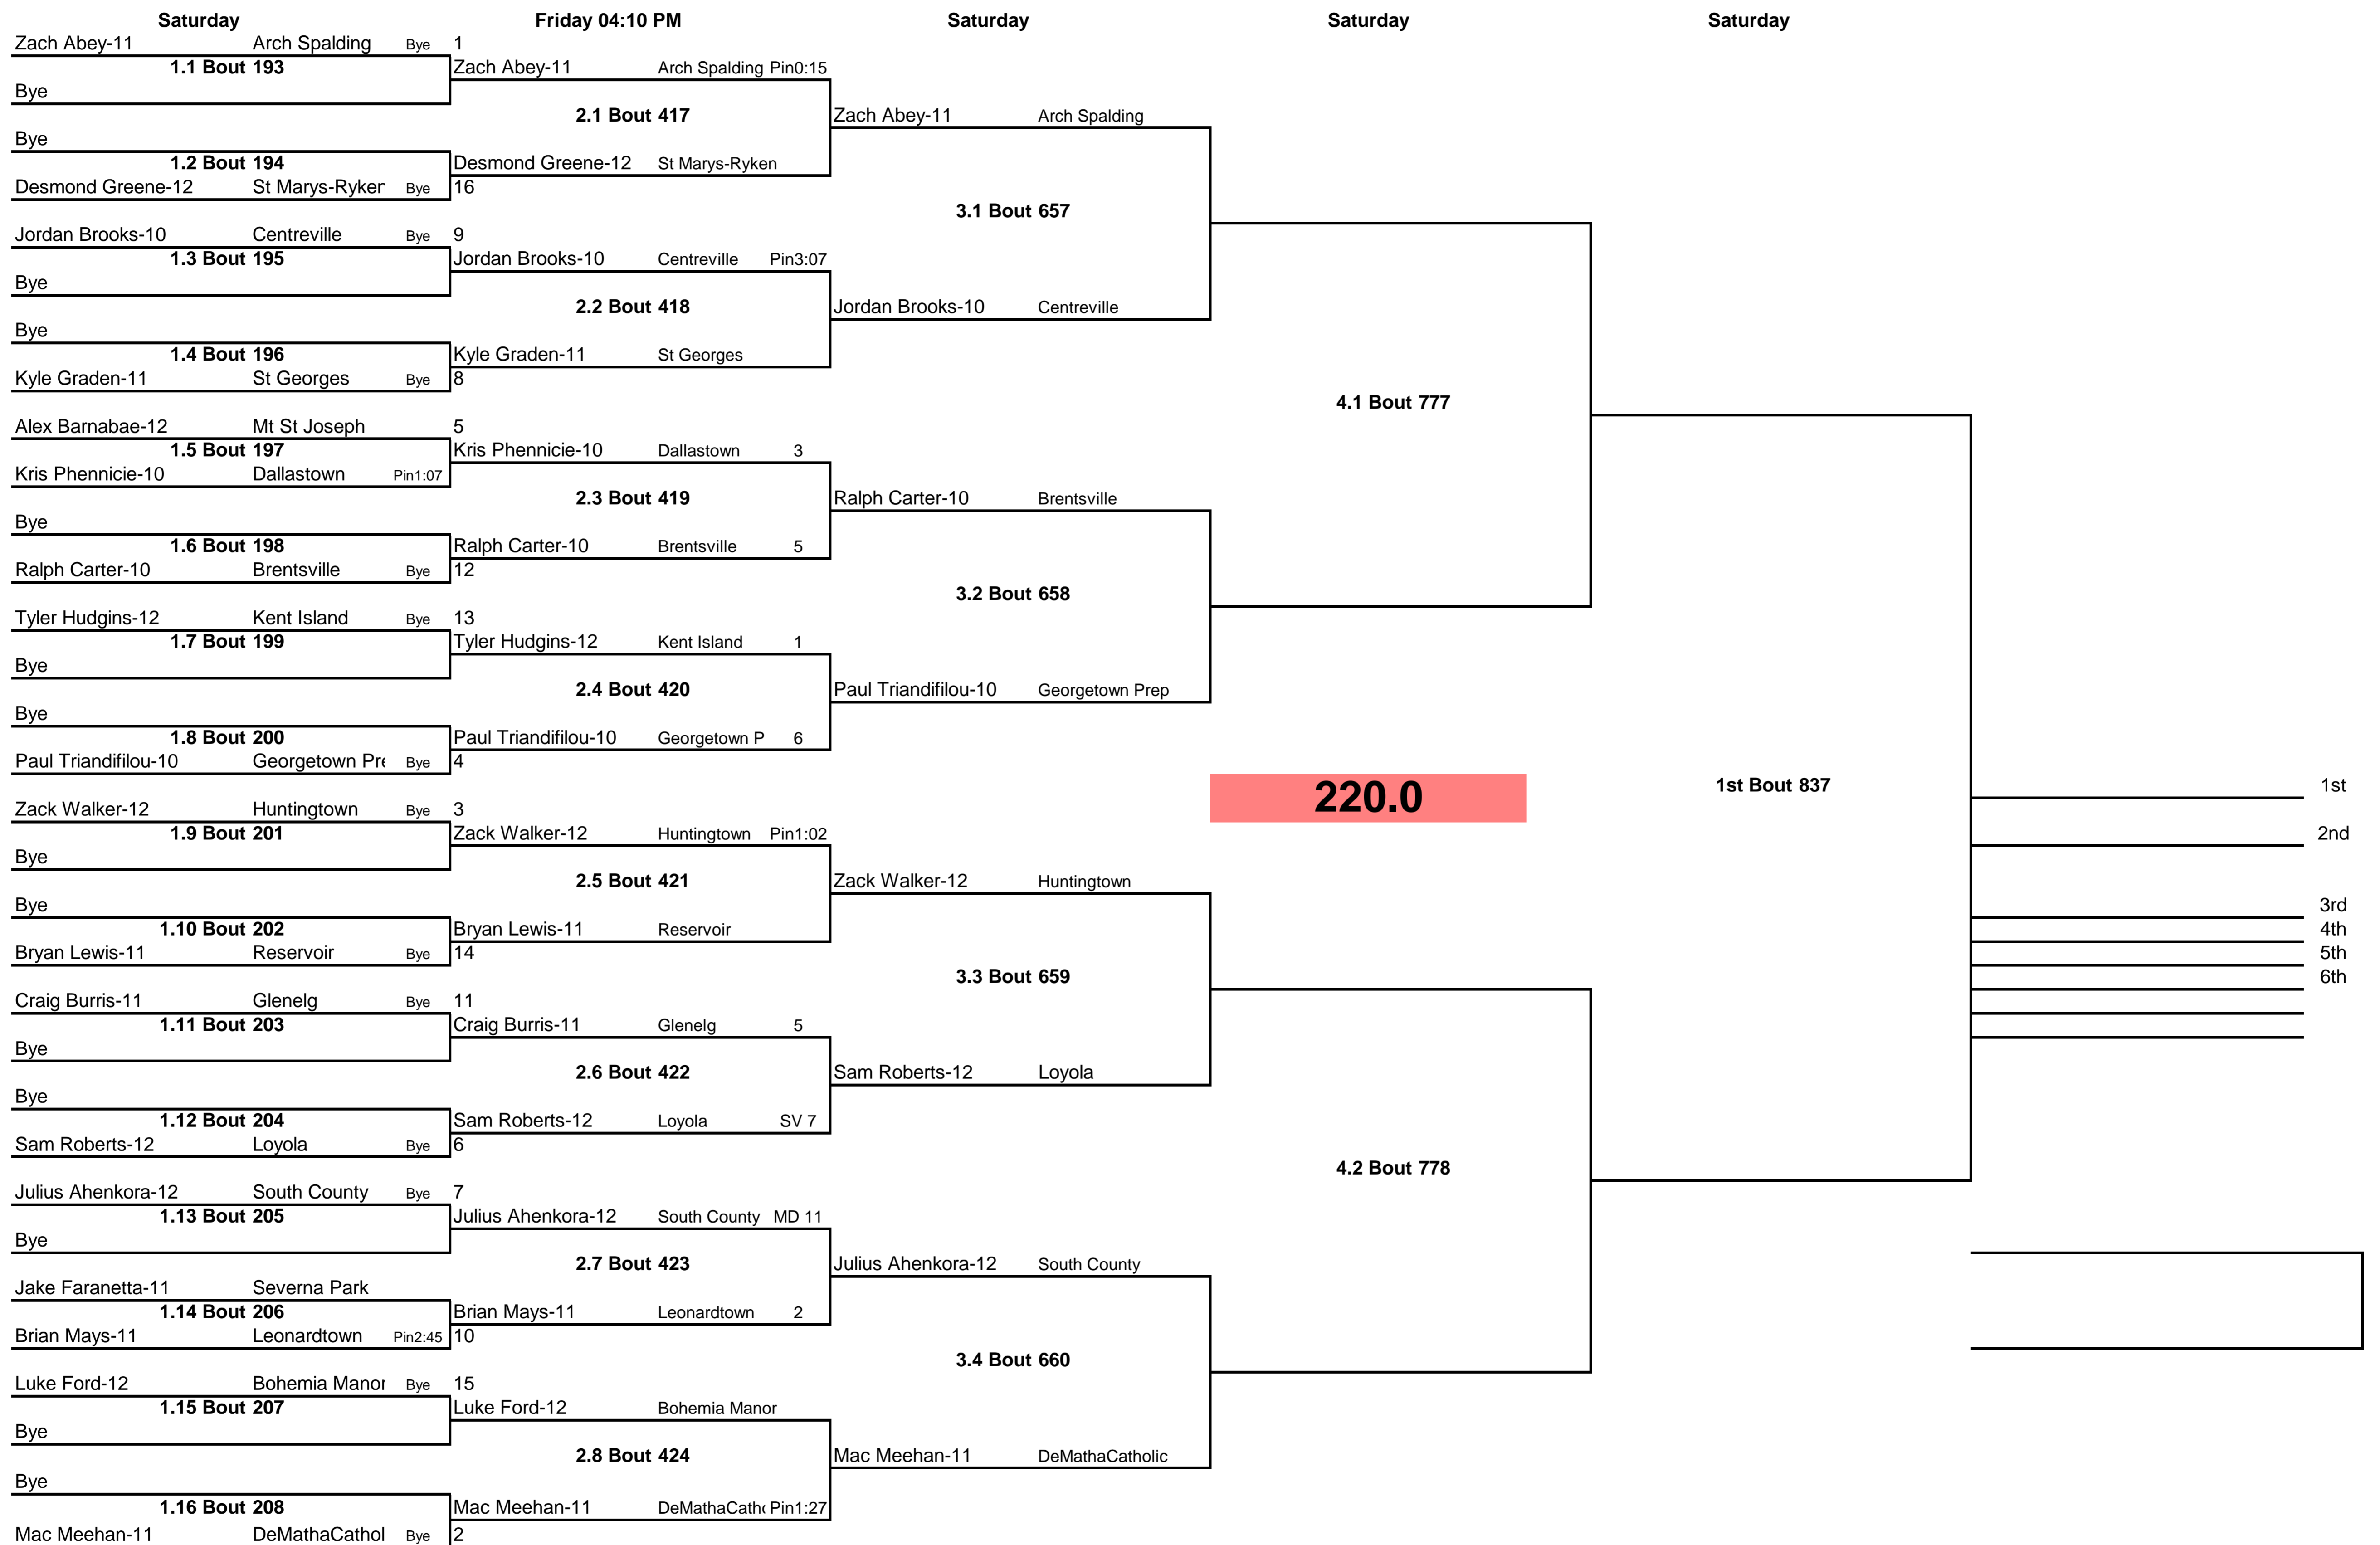 Saturday Friday 04:10 PM Saturday Saturday Saturday
Zach Abey-11 Arch Spalding Bye 1
1.1 Bout 193 Zach Abey-11 Arch Spalding Pin0:15
Bye
2.1 Bout 417 Zach Abey-11 Arch Spalding
Bye
1.2 Bout 194 Desmond Greene-12 St Marys-Ryken
Desmond Greene-12 St Marys-Ryken Bye 16
3.1 Bout 657
Jordan Brooks-10 Centreville Bye 9
1.3 Bout 195 Jordan Brooks-10 Centreville Pin3:07
Bye
2.2 Bout 418 Jordan Brooks-10 Centreville
Bye
1.4 Bout 196 Kyle Graden-11 St Georges
Kyle Graden-11 St Georges Bye 8
4.1 Bout 777
Alex Barnabae-12 Mt St Joseph 5
1.5 Bout 197 Kris Phennicie-10 Dallastown 3
Kris Phennicie-10 Dallastown Pin1:07
2.3 Bout 419 Ralph Carter-10 Brentsville
Bye
1.6 Bout 198 Ralph Carter-10 Brentsville 5
Ralph Carter-10 Brentsville Bye 12
3.2 Bout 658
Tyler Hudgins-12 Kent Island Bye 13
1.7 Bout 199 Tyler Hudgins-12 Kent Island 1
Bye
2.4 Bout 420 Paul Triandifilou-10 Georgetown Prep
Bye
1.8 Bout 200 Paul Triandifilou-10 Georgetown P 6
Paul Triandifilou-10 Georgetown Pre Bye 4
220.0 1st Bout 837 1st
Zack Walker-12 Huntingtown Bye 3
1.9 Bout 201 Zack Walker-12 Huntingtown Pin1:02 2nd
Bye
2.5 Bout 421 Zack Walker-12 Huntingtown
Bye 3rd
1.10 Bout 202 Bryan Lewis-11 Reservoir 4th
Bryan Lewis-11 Reservoir Bye 14 5th
3.3 Bout 659 6th
Craig Burris-11 Glenelg Bye 11
1.11 Bout 203 Craig Burris-11 Glenelg 5
Bye
2.6 Bout 422 Sam Roberts-12 Loyola
Bye
1.12 Bout 204 Sam Roberts-12 Loyola SV 7
Sam Roberts-12 Loyola Bye 6
4.2 Bout 778
Julius Ahenkora-12 South County Bye 7
1.13 Bout 205 Julius Ahenkora-12 South County MD 11
Bye
2.7 Bout 423 Julius Ahenkora-12 South County
Jake Faranetta-11 Severna Park
1.14 Bout 206 Brian Mays-11 Leonardtown 2
Brian Mays-11 Leonardtown Pin2:45 10
3.4 Bout 660
Luke Ford-12 Bohemia Manor Bye 15
1.15 Bout 207 Luke Ford-12 Bohemia Manor
Bye
2.8 Bout 424 Mac Meehan-11 DeMathaCatholic
Bye
1.16 Bout 208 Mac Meehan-11 DeMathaCatho Pin1:27
Mac Meehan-11 DeMathaCathol Bye 2